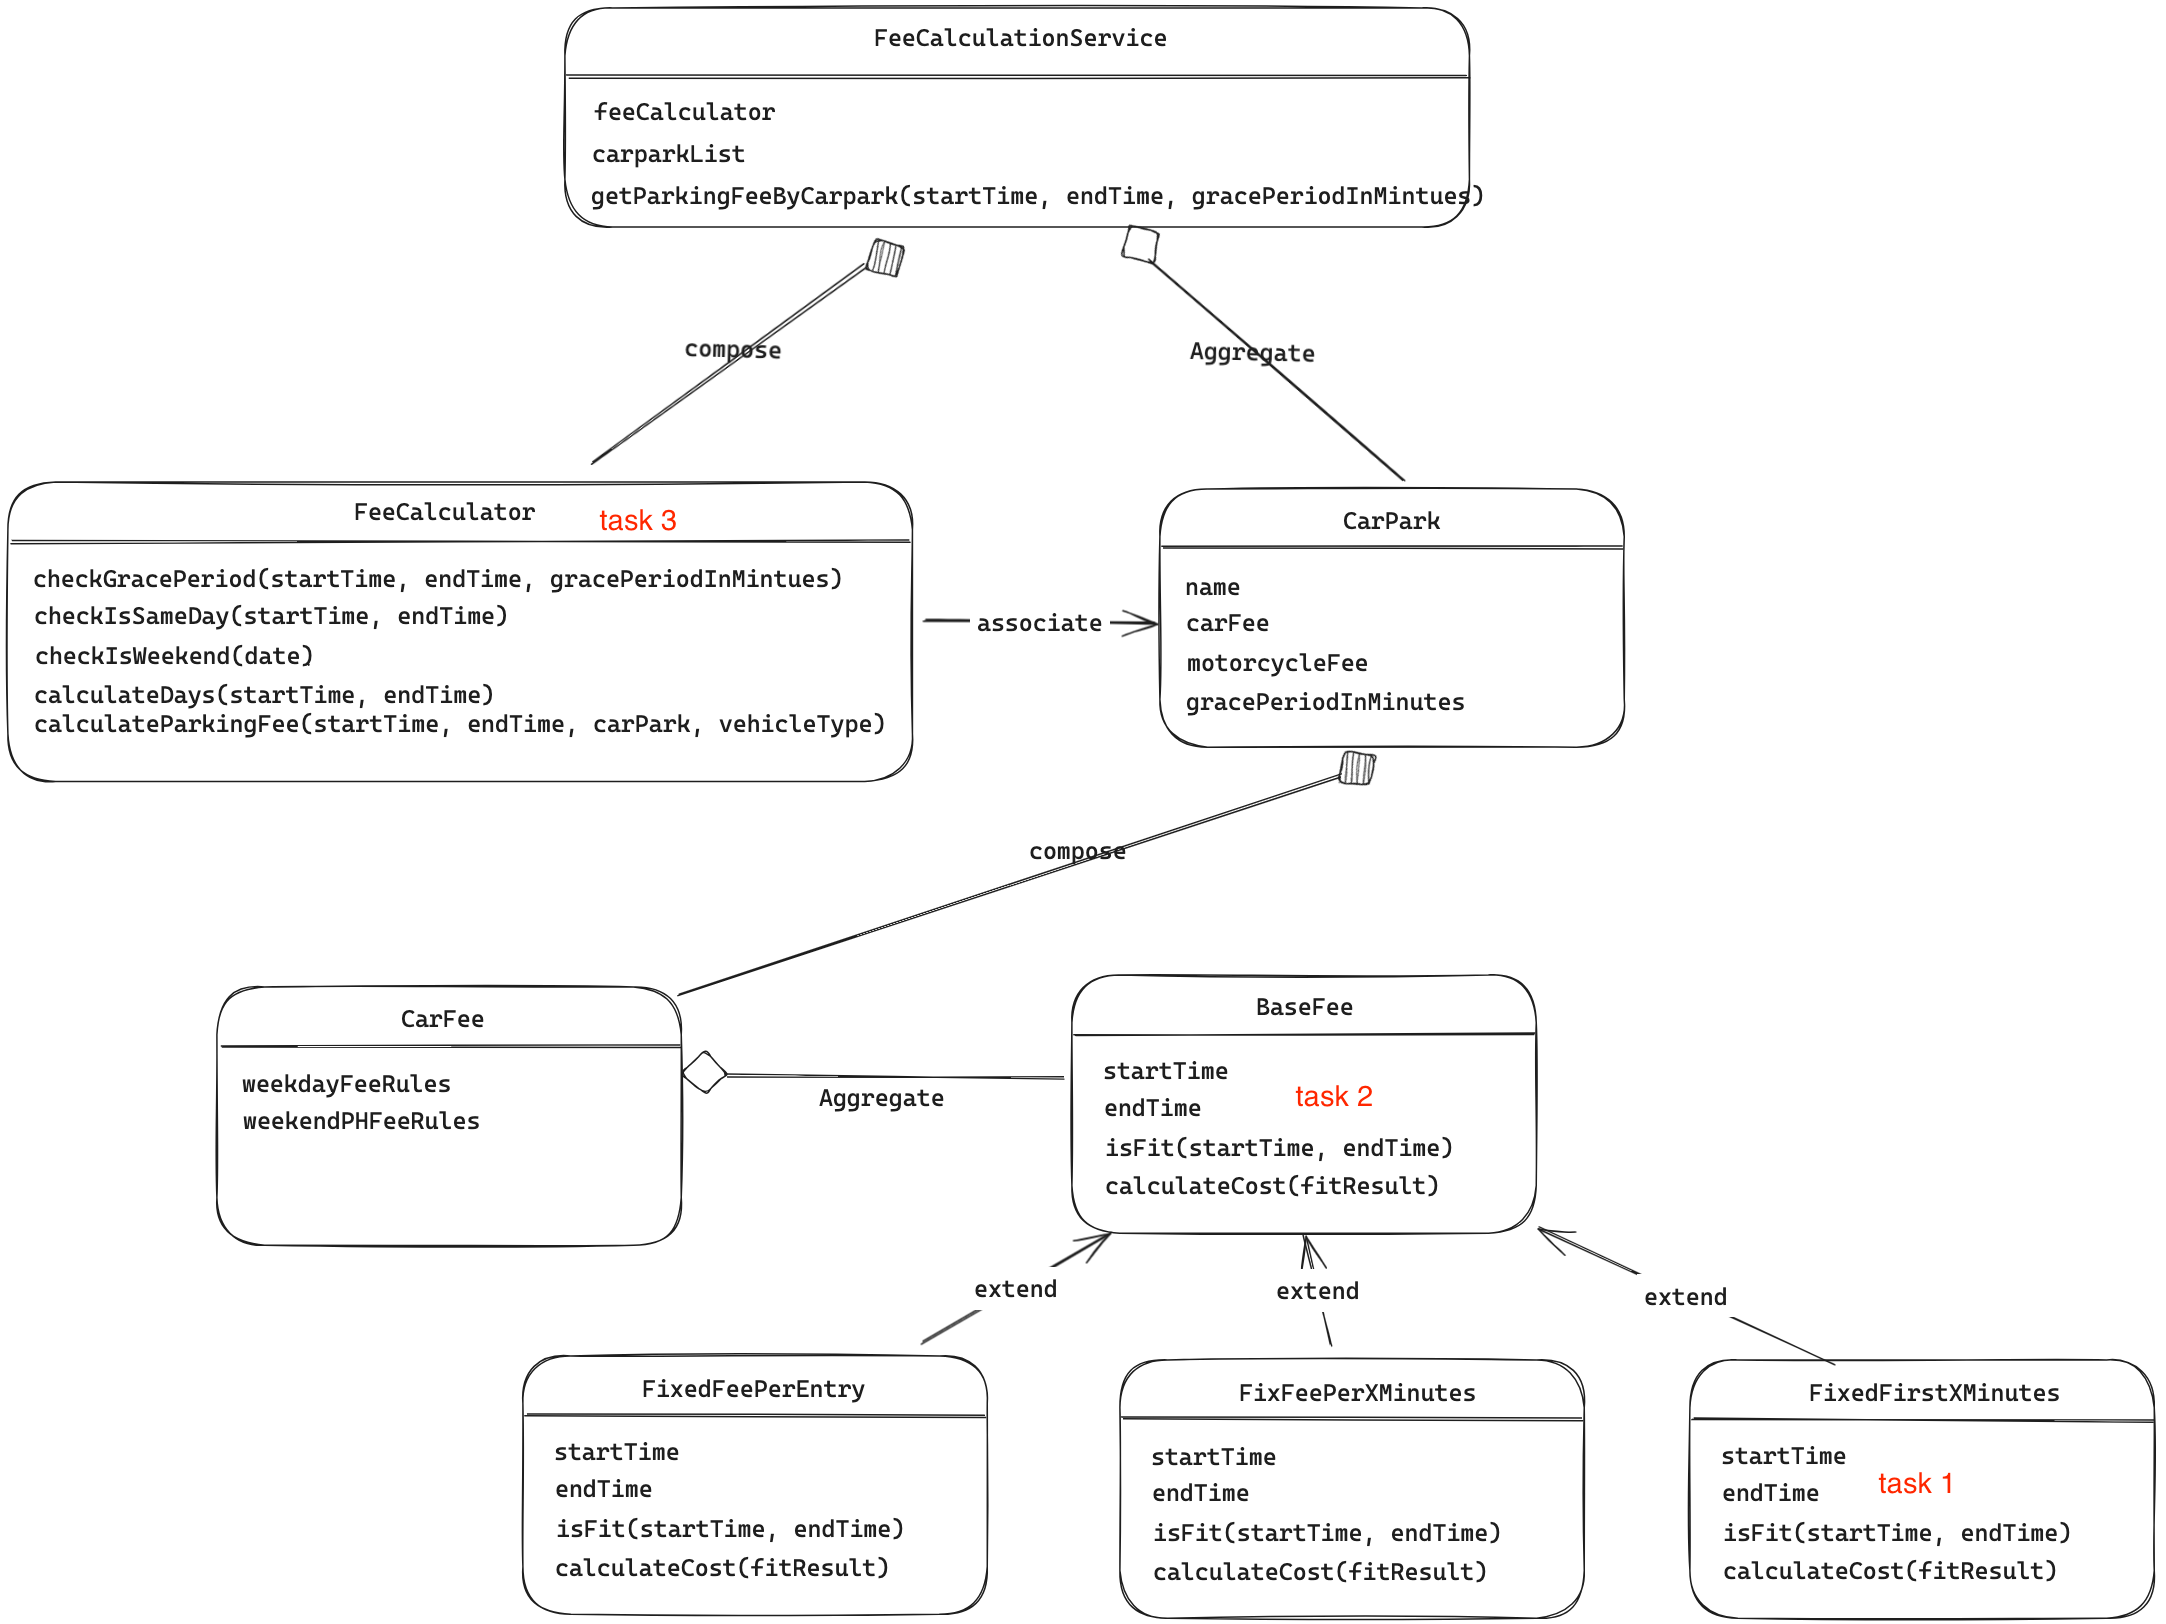 FeeCalculationService
feeCalculator
carparkList
getParkingFeeByCarpark(startTime, endTime, gracePeriodInMintues)
compose
Aggregate
FeeCalculator
task 3
checkGracePeriod(startTime, endTime, gracePeriodInMintues)
checkIsSameDay(startTime, endTime)
checkIsWeekend(date)
calculateDays(startTime, endTime)
calculateParkingFee(startTime, endTime, carPark, vehicleType)
associate
CarPark
name
carFee
motorcycleFee
gracePeriodInMinutes
compose
CarFee
weekdayFeeRules
weekendPHFeeRules
Aggregate
BaseFee
startTime
task 2
endTime
isFit(startTime, endTime)
calculateCost(fitResult)
extend
extend
extend
FixedFeePerEntry
startTime
endTime
isFit(startTime, endTime)
calculateCost(fitResult)
FixFeePerXMinutes
startTime
endTime
isFit(startTime, endTime)
calculateCost(fitResult)
FixedFirstXMinutes
startTime
task 1
endTime
isFit(startTime, endTime)
calculateCost(fitResult)